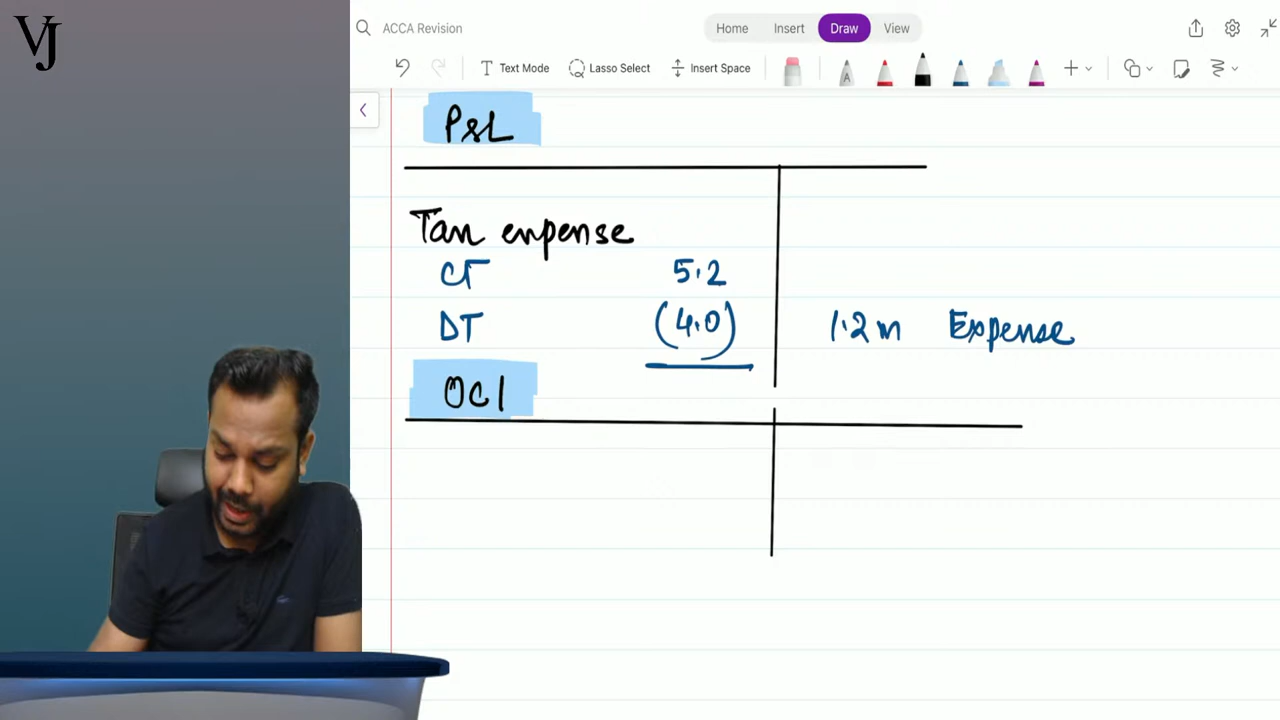 VJ
ACCA Revision
Home Insert Draw View
Text Mode Lasso Select Insert Space
A
P&L
Tax expense
CT 5.2
DT (4.0) 1.2m Expense
OCI